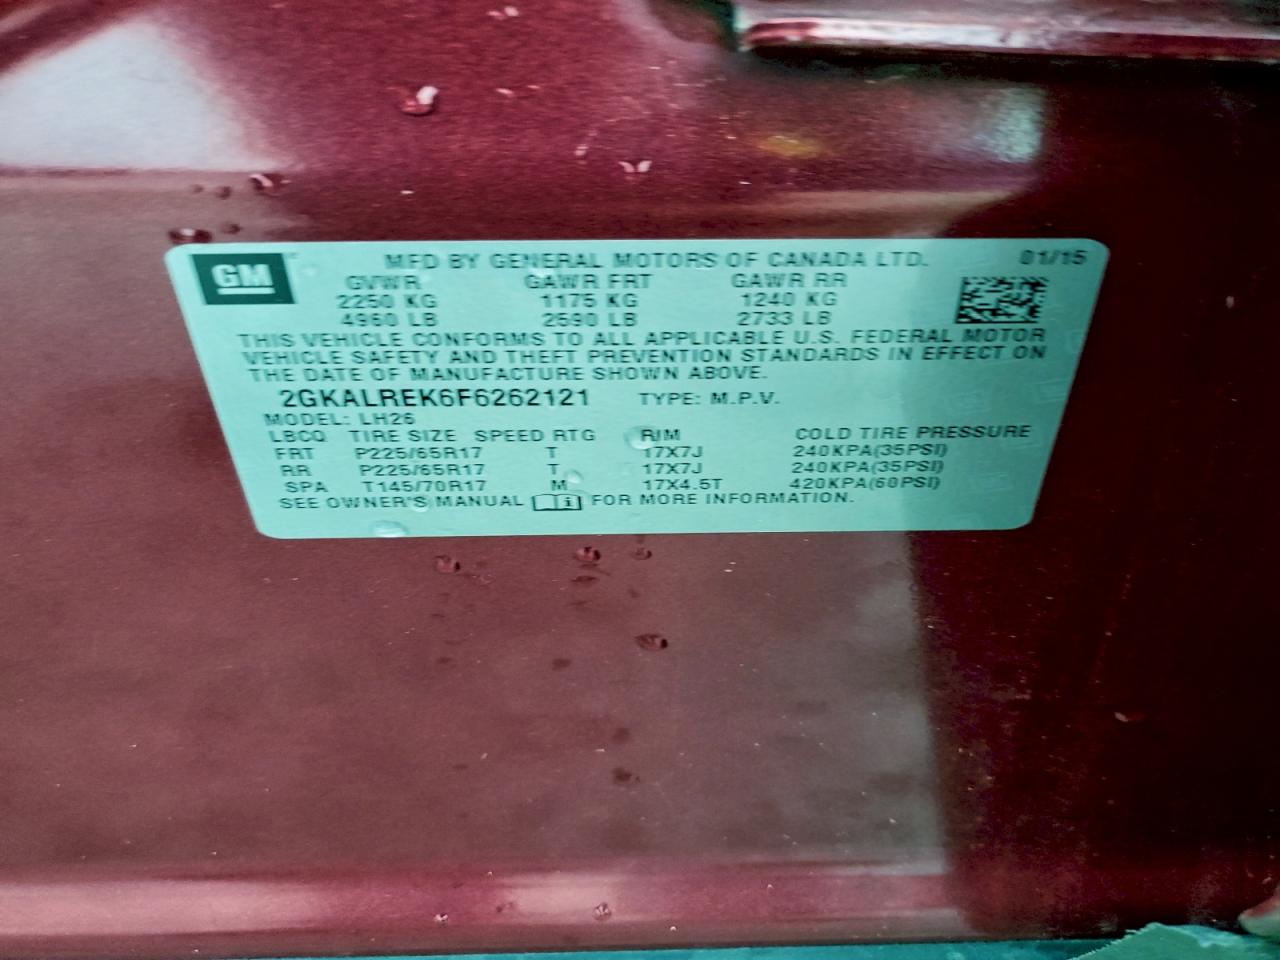 GM MFD BY GENERAL MOTORS OF CANADA LTD. 01/15
GVWR GAWR FRT GAWR RR
2250 KG 1175 KG 1240 KG
4960 LB 2590 LB 2733 LB
THIS VEHICLE CONFORMS TO ALL APPLICABLE U.S. FEDERAL MOTOR
VEHICLE SAFETY AND THEFT PREVENTION STANDARDS IN EFFECT ON
THE DATE OF MANUFACTURE SHOWN ABOVE.
2GKALREK6F6262121 TYPE: M.P.V.
MODEL: LH26
LBCQ TIRE SIZE SPEED RTG RIM COLD TIRE PRESSURE
FRT P225/65R17 T 17X7J 240KPA(35PSI)
RR P225/65R17 T 17X7J 240KPA(35PSI)
SPA T145/70R17 M 17X4.5T 420KPA(60PSI)
SEE OWNER'S MANUAL FOR MORE INFORMATION.